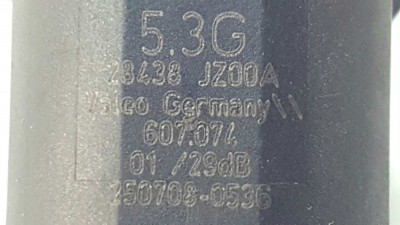 5.3G
28438 JZ00A
Valeo Germany \\
607.074
01 /29dB
250708-0536